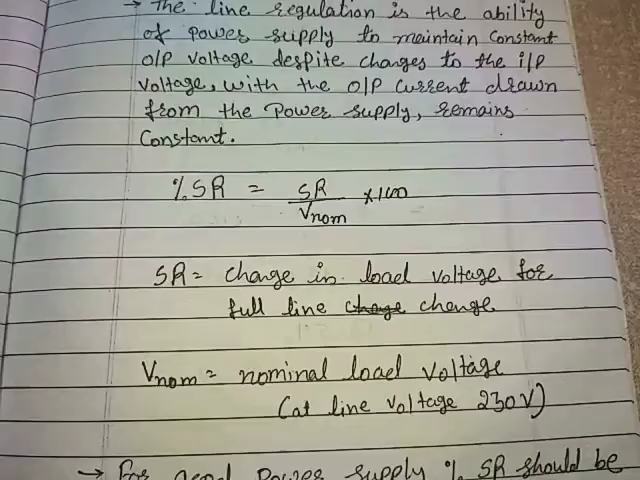 → The line regulation is the ability
of power supply to maintain constant
O/P voltage despite changes to the i/p
voltage, with the O/P current drawn
from the Power supply, remains
Constant.
% SR = SR / Vnom × 100
SR = change in load voltage for
full line change change
Vnom = nominal load voltage
(at line voltage 230V)
→ For good Power supply % SR should be